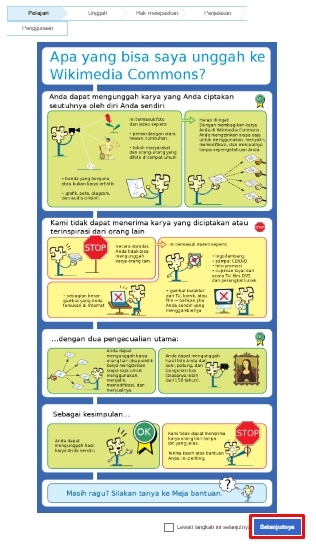 Pelajari
Unggah
Hak melepaskan
Penjelasan
Penggunaan
Apa yang bisa saya unggah ke
Wikimedia Commons?
Anda dapat mengunggah karya yang Anda ciptakan
seutuhnya oleh diri Anda sendiri
Ini termasuk foto
dan video seperti
• pemandangan alam,
hewan, tumbuhan
• tokoh masyarakat
dan orang-orang yang
difoto di tempat umum
• benda yang berguna
atau bukan karya artistik
• grafik, peta, diagram,
dan audio orisinil.
Harap diingat:
Dengan membagikan karya
Anda di Wikimedia Commons,
Anda mengizinkan siapa saja
untuk menggunakan, menyalin,
memodifikasi, dan menjualnya
tanpa sepengetahuan Anda.
Kami tidak dapat menerima karya yang diciptakan atau
terinspirasi dari orang lain
STOP
STOP
Secara standar,
Anda tidak bisa
mengunggah
karya orang lain.
Ini termasuk materi seperti
• logo/lambang
• sampul CD/DVD
• foto promosi
• cuplikan layar dari
acara TV, film, DVD
dan perangkat lunak
• sebagian besar
gambar yang Anda
temukan di Internet
• gambar karakter
dari TV, komik, atau
film — bahkan jika
Anda sendiri yang
menggambarnya
...dengan dua pengecualian utama:
Anda dapat
mengunggah karya
orang lain jika pemilik
karya mengizinkan
siapa saja untuk
menggunakan,
menyalin,
memodifikasi, dan
menjualnya.
Anda dapat mengunggah
hasil foto Anda dari
seni, patung, dan
bangunan tua
(biasanya lebih
dari 150 tahun).
Sebagai kesimpulan...
Anda dapat
mengunggah hasil
karya Anda sendiri.
OK
Kami tidak dapat menerima
karya orang lain tanpa
izin yang jelas.
Terima kasih atas bantuan
Anda. Ini penting.
STOP
?
Masih ragu? Silakan tanya ke Meja bantuan.
Lewati langkah ini selanjutnya
Selanjutnya